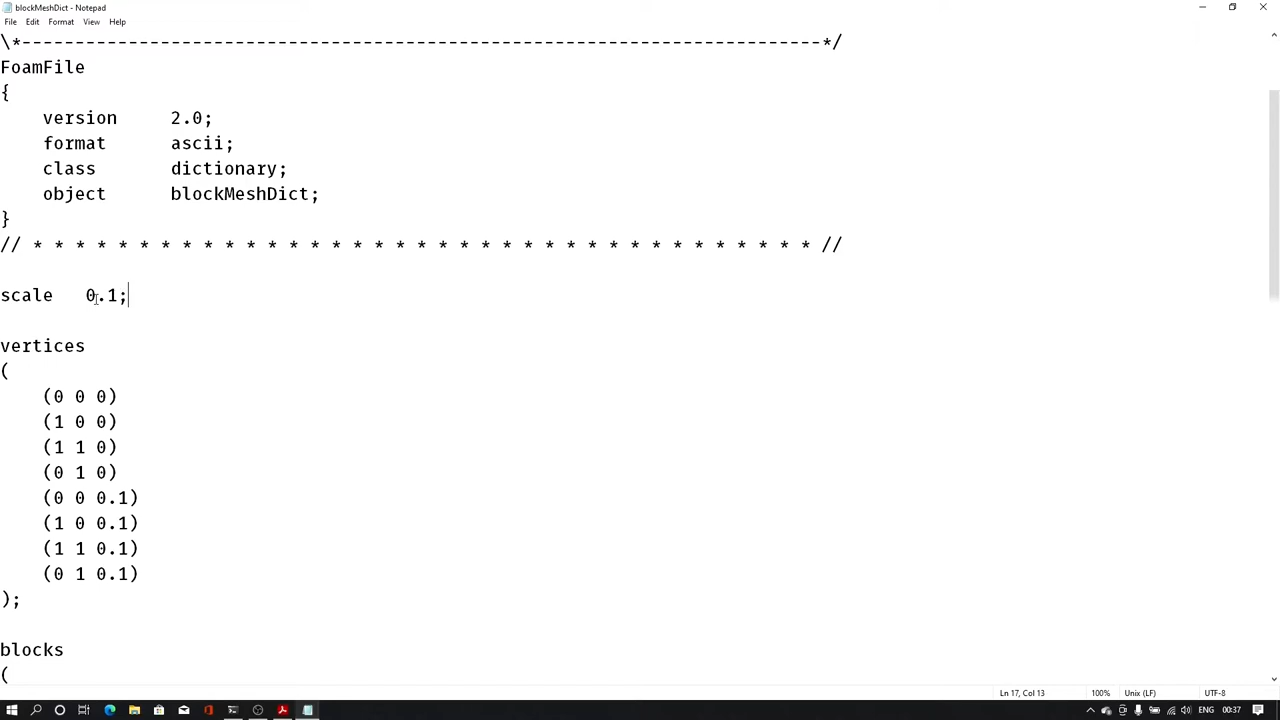 blockMeshDict - Notepad
File Edit Format View Help
\*---------------------------------------------------------------------------*/
FoamFile
{
    version     2.0;
    format      ascii;
    class       dictionary;
    object      blockMeshDict;
}
// * * * * * * * * * * * * * * * * * * * * * * * * * * * * * * * * * * * * * //
scale   0.1;
vertices
(
    (0 0 0)
    (1 0 0)
    (1 1 0)
    (0 1 0)
    (0 0 0.1)
    (1 0 0.1)
    (1 1 0.1)
    (0 1 0.1)
);
blocks
(
Ln 17, Col 13 100% Unix (LF) UTF-8
ENG 00:37